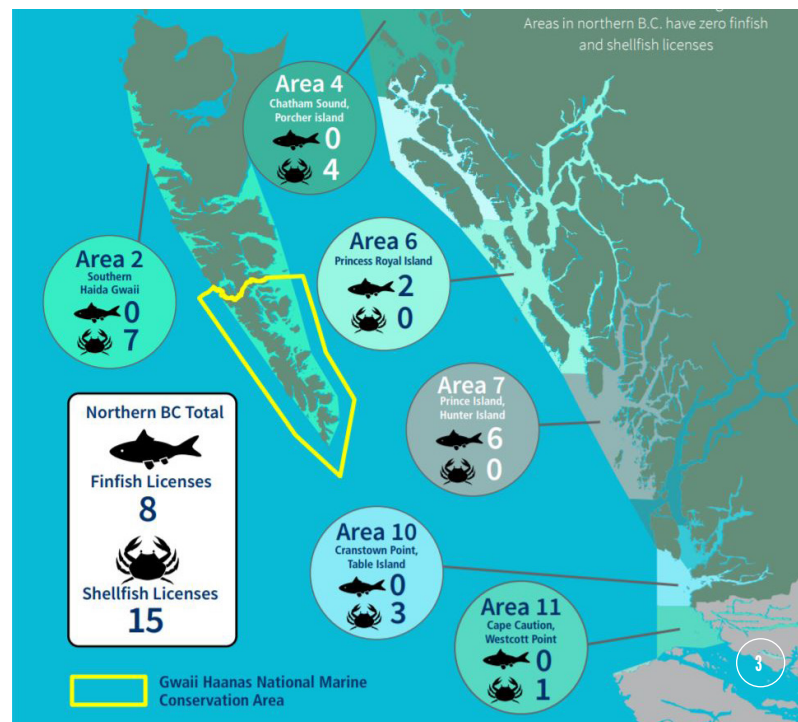 Areas in northern B.C. have zero finfish
and shellfish licenses
Area 4
Chatham Sound,
Porcher island
0
4
Area 6
Princess Royal Island
2
0
Area 2
Southern
Haida Gwaii
0
7
Area 7
Prince Island,
Hunter Island
6
0
Northern BC Total
Finfish Licenses
8
Shellfish Licenses
15
Area 10
Cranstown Point,
Table Island
0
3
Area 11
Cape Caution,
Westcott Point
0
1
3
Gwaii Haanas National Marine
Conservation Area